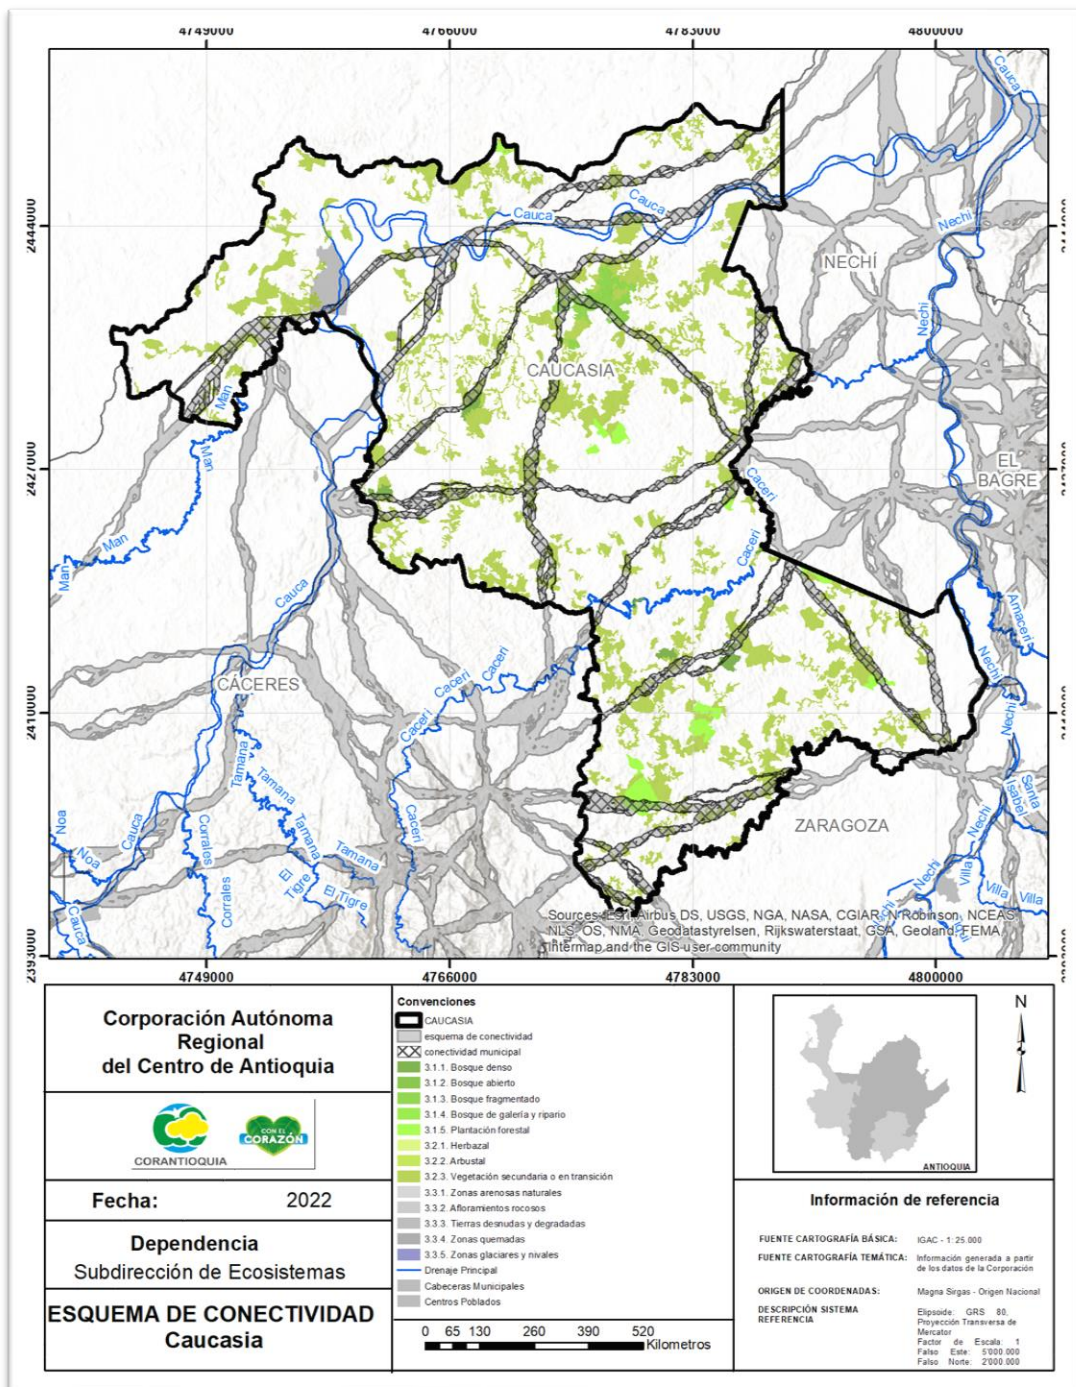 4749000 4766000 4783000 4800000
Cauca
Cauca
Cauca
2444000
NECHÍ
Nechi
Nechi
CAUCASIA
Man
Man
2427000
EL
BAGRE
Caceri
Man
Man
Caceri
Cauca
Amaceri
Nechi
Caceri
Caceri
CÁCERES
2410000
Caceri
Nechi
Tamana
Tamana
Santa
Isabel
Noa
Cauca
Corrales
Tamana
Caceri
ZARAGOZA
Nechi
Noa
Tamana
El
Tigre
Nechi
Villa
Corrales
El Tigre
Villa
Villa
Cauca
Sources: Esri, Airbus DS, USGS, NGA, NASA, CGIAR, N Robinson, NCEAS,
NLS, OS, NMA, Geodatastyrelsen, Rijkswaterstaat, GSA, Geoland, FEMA,
Intermap and the GIS user community
2393000
4749000 4766000 4783000 4800000
Corporación Autónoma
Regional
del Centro de Antioquia
CORANTIOQUIA
CON EL
CORAZÓN
Fecha: 2022
Dependencia
Subdirección de Ecosistemas
ESQUEMA DE CONECTIVIDAD
Caucasia
Convenciones
CAUCASIA
esquema de conectividad
conectividad municipal
3.1.1. Bosque denso
3.1.2. Bosque abierto
3.1.3. Bosque fragmentado
3.1.4. Bosque de galería y ripario
3.1.5. Plantación forestal
3.2.1. Herbazal
3.2.2. Arbustal
3.2.3. Vegetación secundaria o en transición
3.3.1. Zonas arenosas naturales
3.3.2. Afloramientos rocosos
3.3.3. Tierras desnudas y degradadas
3.3.4. Zonas quemadas
3.3.5. Zonas glaciares y nivales
Drenaje Principal
Cabeceras Municipales
Centros Poblados
0 65 130 260 390 520
Kilometros
N
ANTIOQUIA
Información de referencia
FUENTE CARTOGRAFÍA BÁSICA: IGAC - 1:25.000
FUENTE CARTOGRAFÍA TEMÁTICA: Información generada a partir
de los datos de la Corporación
ORIGEN DE COORDENADAS: Magna Sirgas - Origen Nacional
DESCRIPCIÓN SISTEMA
REFERENCIA
Elipsoide: GRS 80,
Proyección Transversa de
Mercator
Factor de Escala: 1
Falso Este: 5'000.000
Falso Norte: 2'000.000